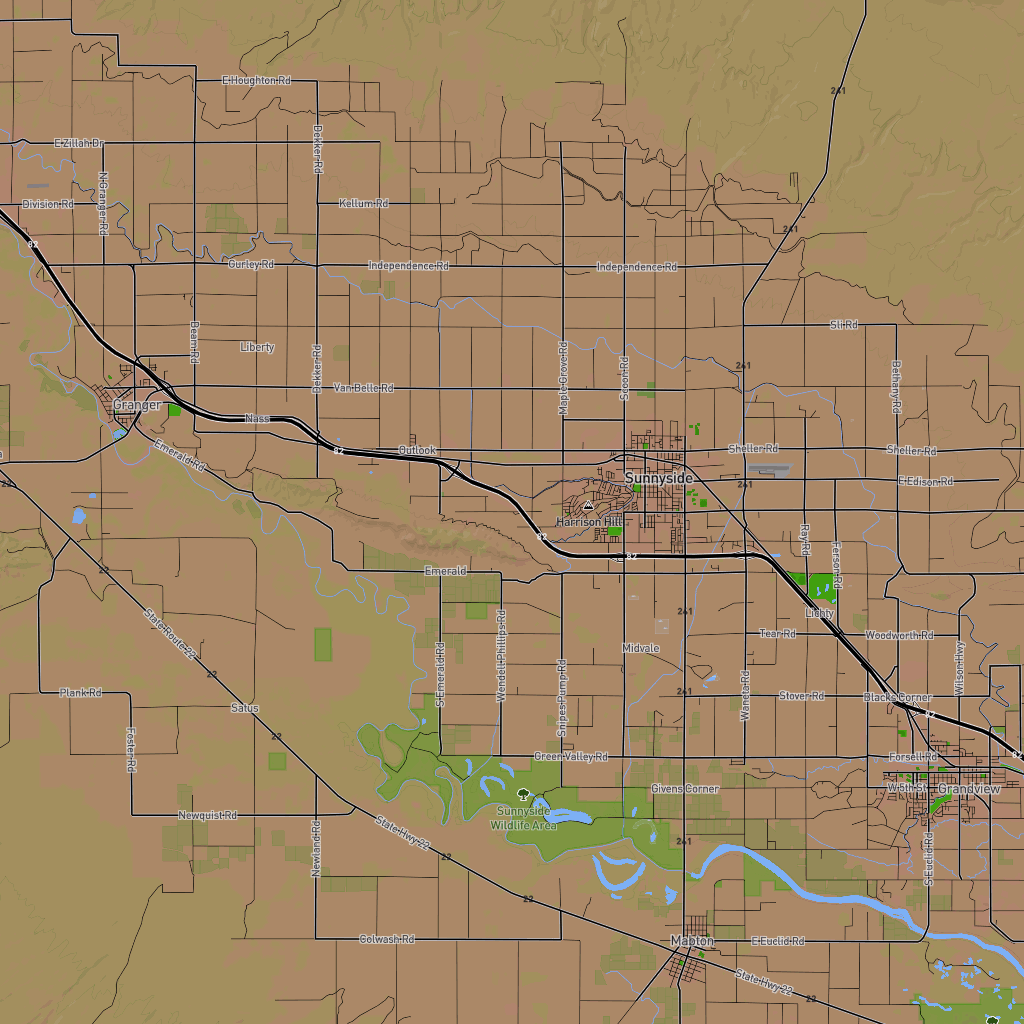 E Houghton Rd
241
Bekker Rd
E Zillah Dr
N Granger Rd
Division Rd
Kellum Rd
241
82
Gurley Rd
Independence Rd
Independence Rd
Sli Rd
Beam Rd
Liberty
Dekker Rd
Maple Grove Rd
Scoon Rd
241
Bethany Rd
Van Belle Rd
Granger
Nass
Emerald Rd
82
Outlook
Sheller Rd
Sheller Rd
Sunnyside
241
E Edison Rd
22
Harrison Hill
82
82
Ray Rd
Ferson Rd
22
Emerald
State Route 22
241
Lichty
Tear Rd
Woodworth Rd
S Emerald Rd
Wendell Phillips Rd
Midvale
Snipes Pump Rd
Waneta Rd
Wilson Hwy
22
Plank Rd
241
Stover Rd
Blacks Corner
82
Satus
22
Foster Rd
Green Valley Rd
Forsell Rd
82
Givens Corner
W 5th St
Grandview
Sunnyside
Wildlife Area
Newquist Rd
State Hwy 22
Newland Rd
22
241
S Euclid Rd
22
Golwash Rd
Mabton
E Euclid Rd
State Hwy 22
22